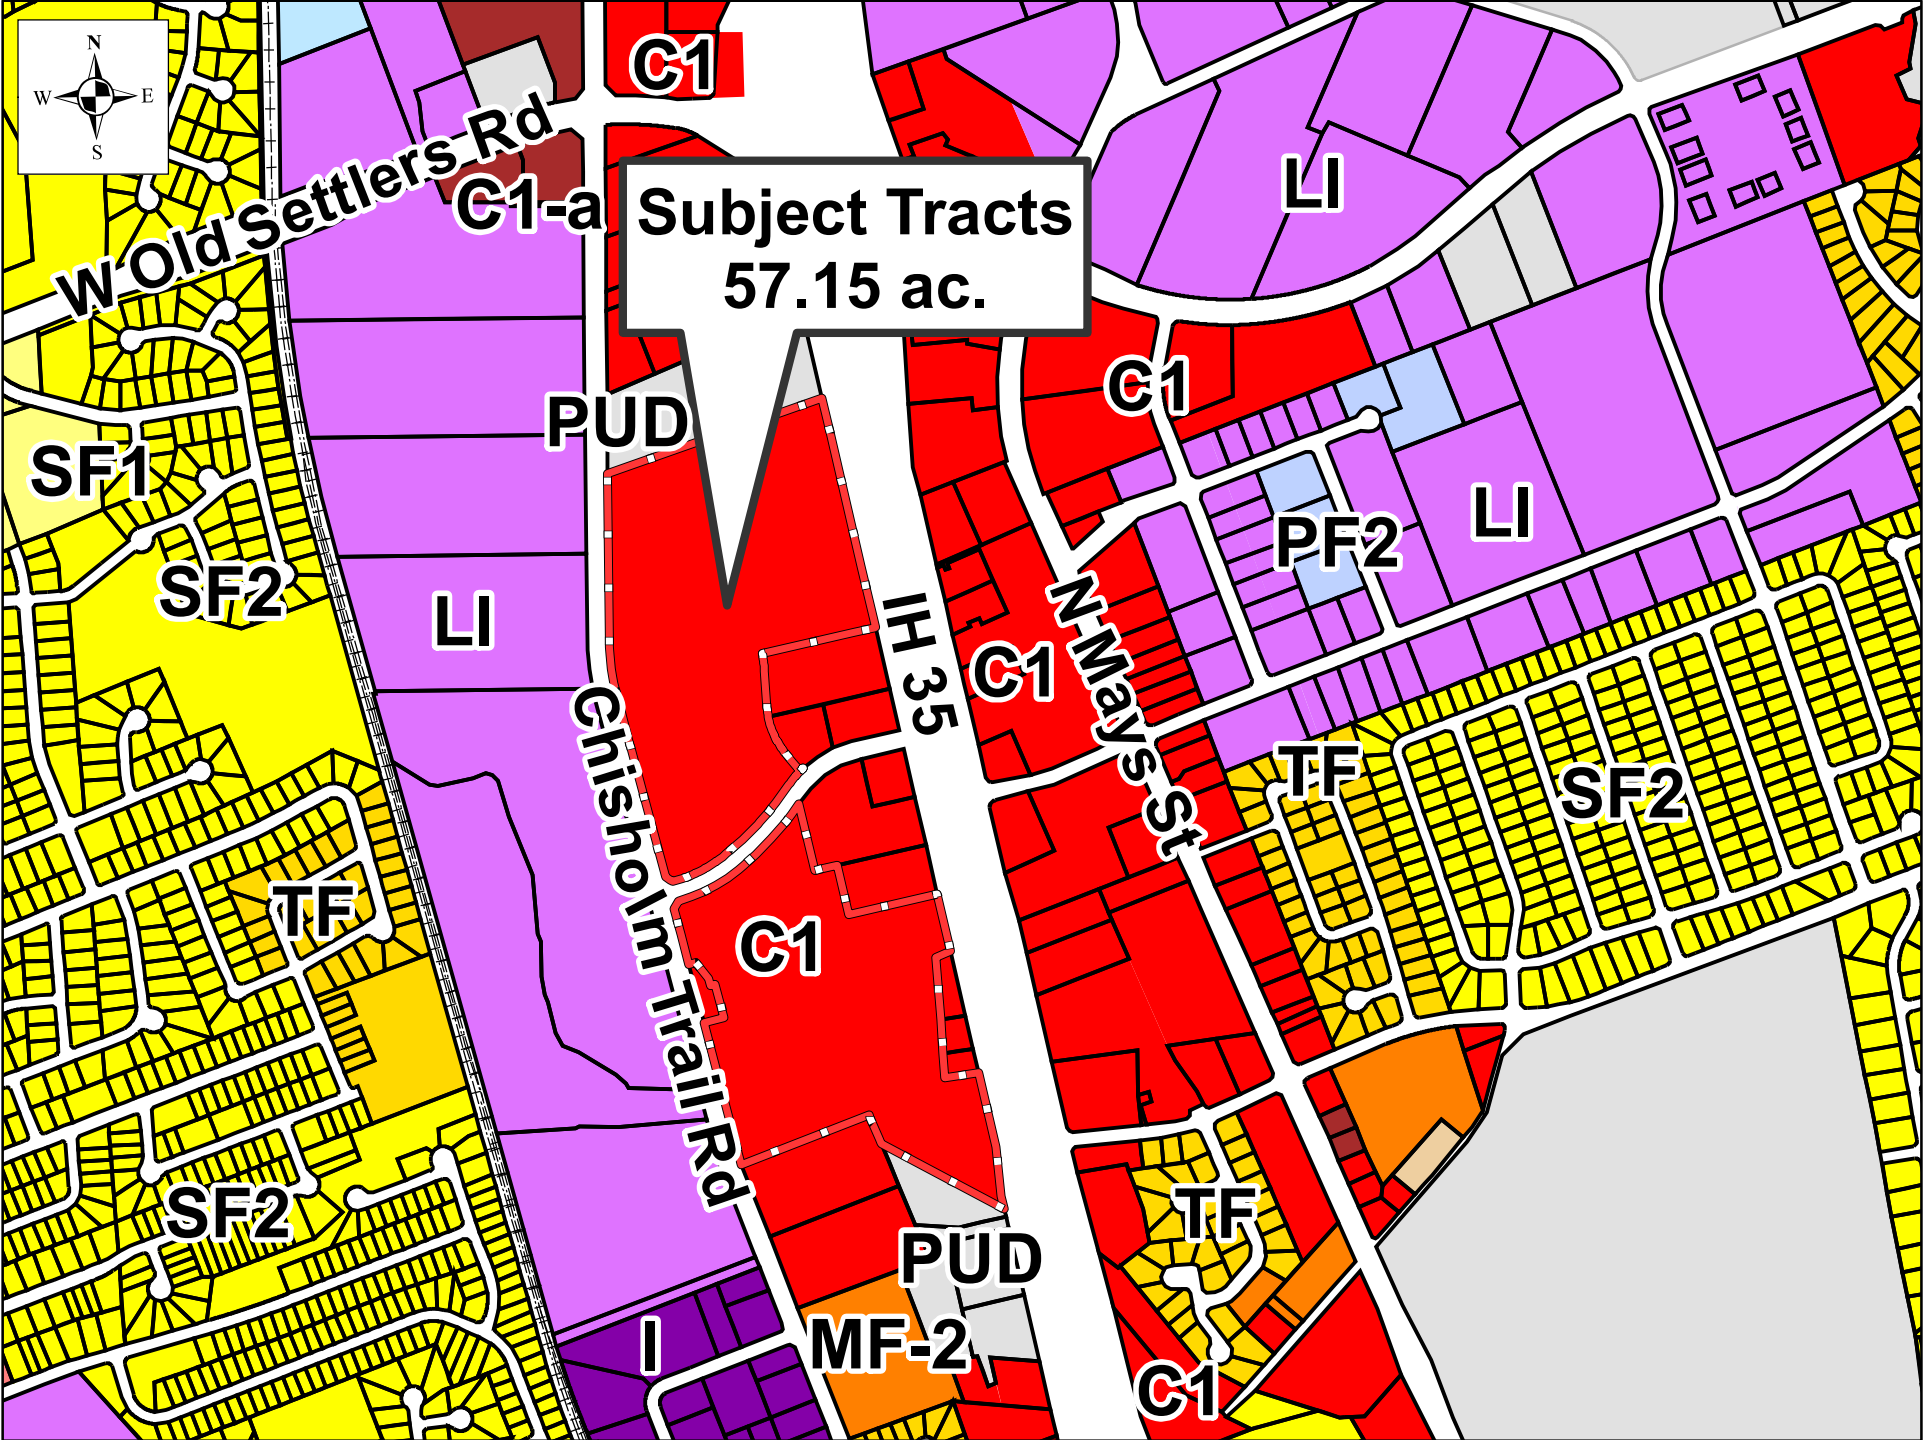 N
W E
S
C1
W Old Settlers Rd
C1-a
Subject Tracts
57.15 ac.
LI
C1
PUD
SF1
LI
PF2
SF2
LI
IH 35
N Mays St
C1
Chisholm Trail Rd
TF
SF2
TF
C1
SF2
TF
PUD
I
MF-2
C1